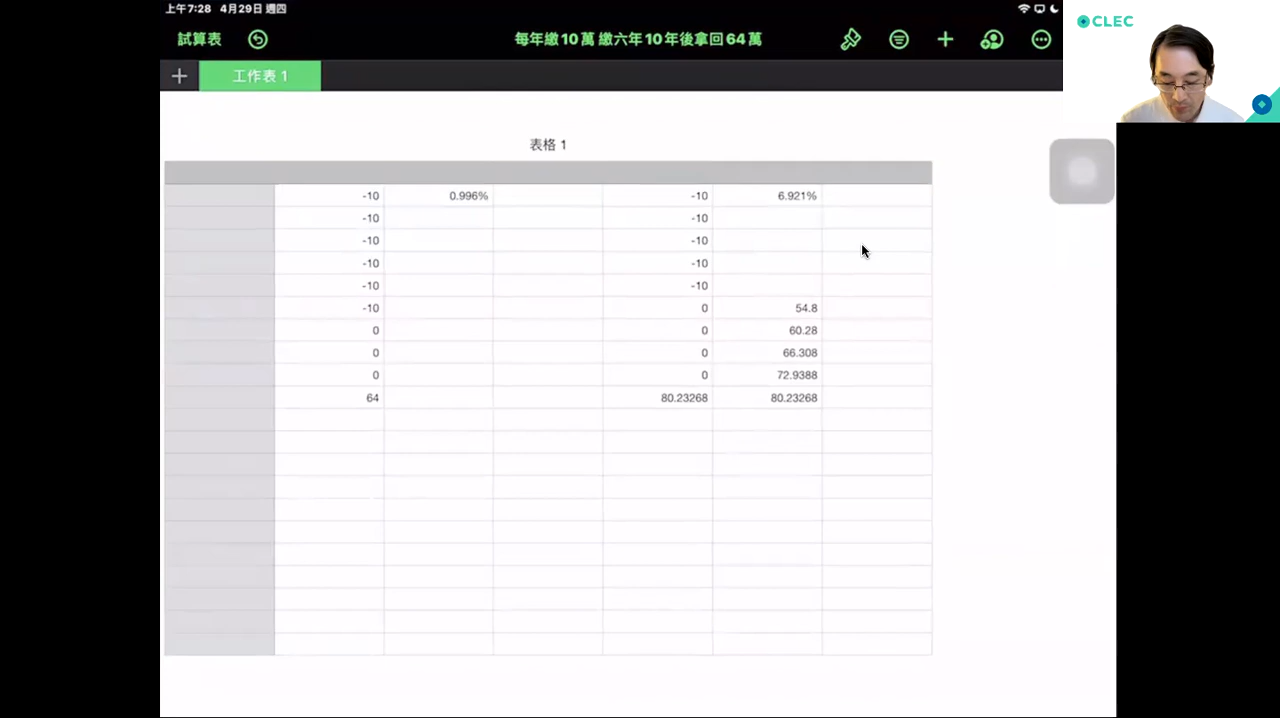 上午7:28 4月29日 週四
試算表
每年繳10萬 繳六年10年後拿回64萬
CLEC
工作表 1
表格 1
-10 0.996% -10 6.921%
-10 -10
-10 -10
-10 -10
-10 -10
-10 0 54.8
0 0 60.28
0 0 66.308
0 0 72.9388
64 80.23268 80.23268